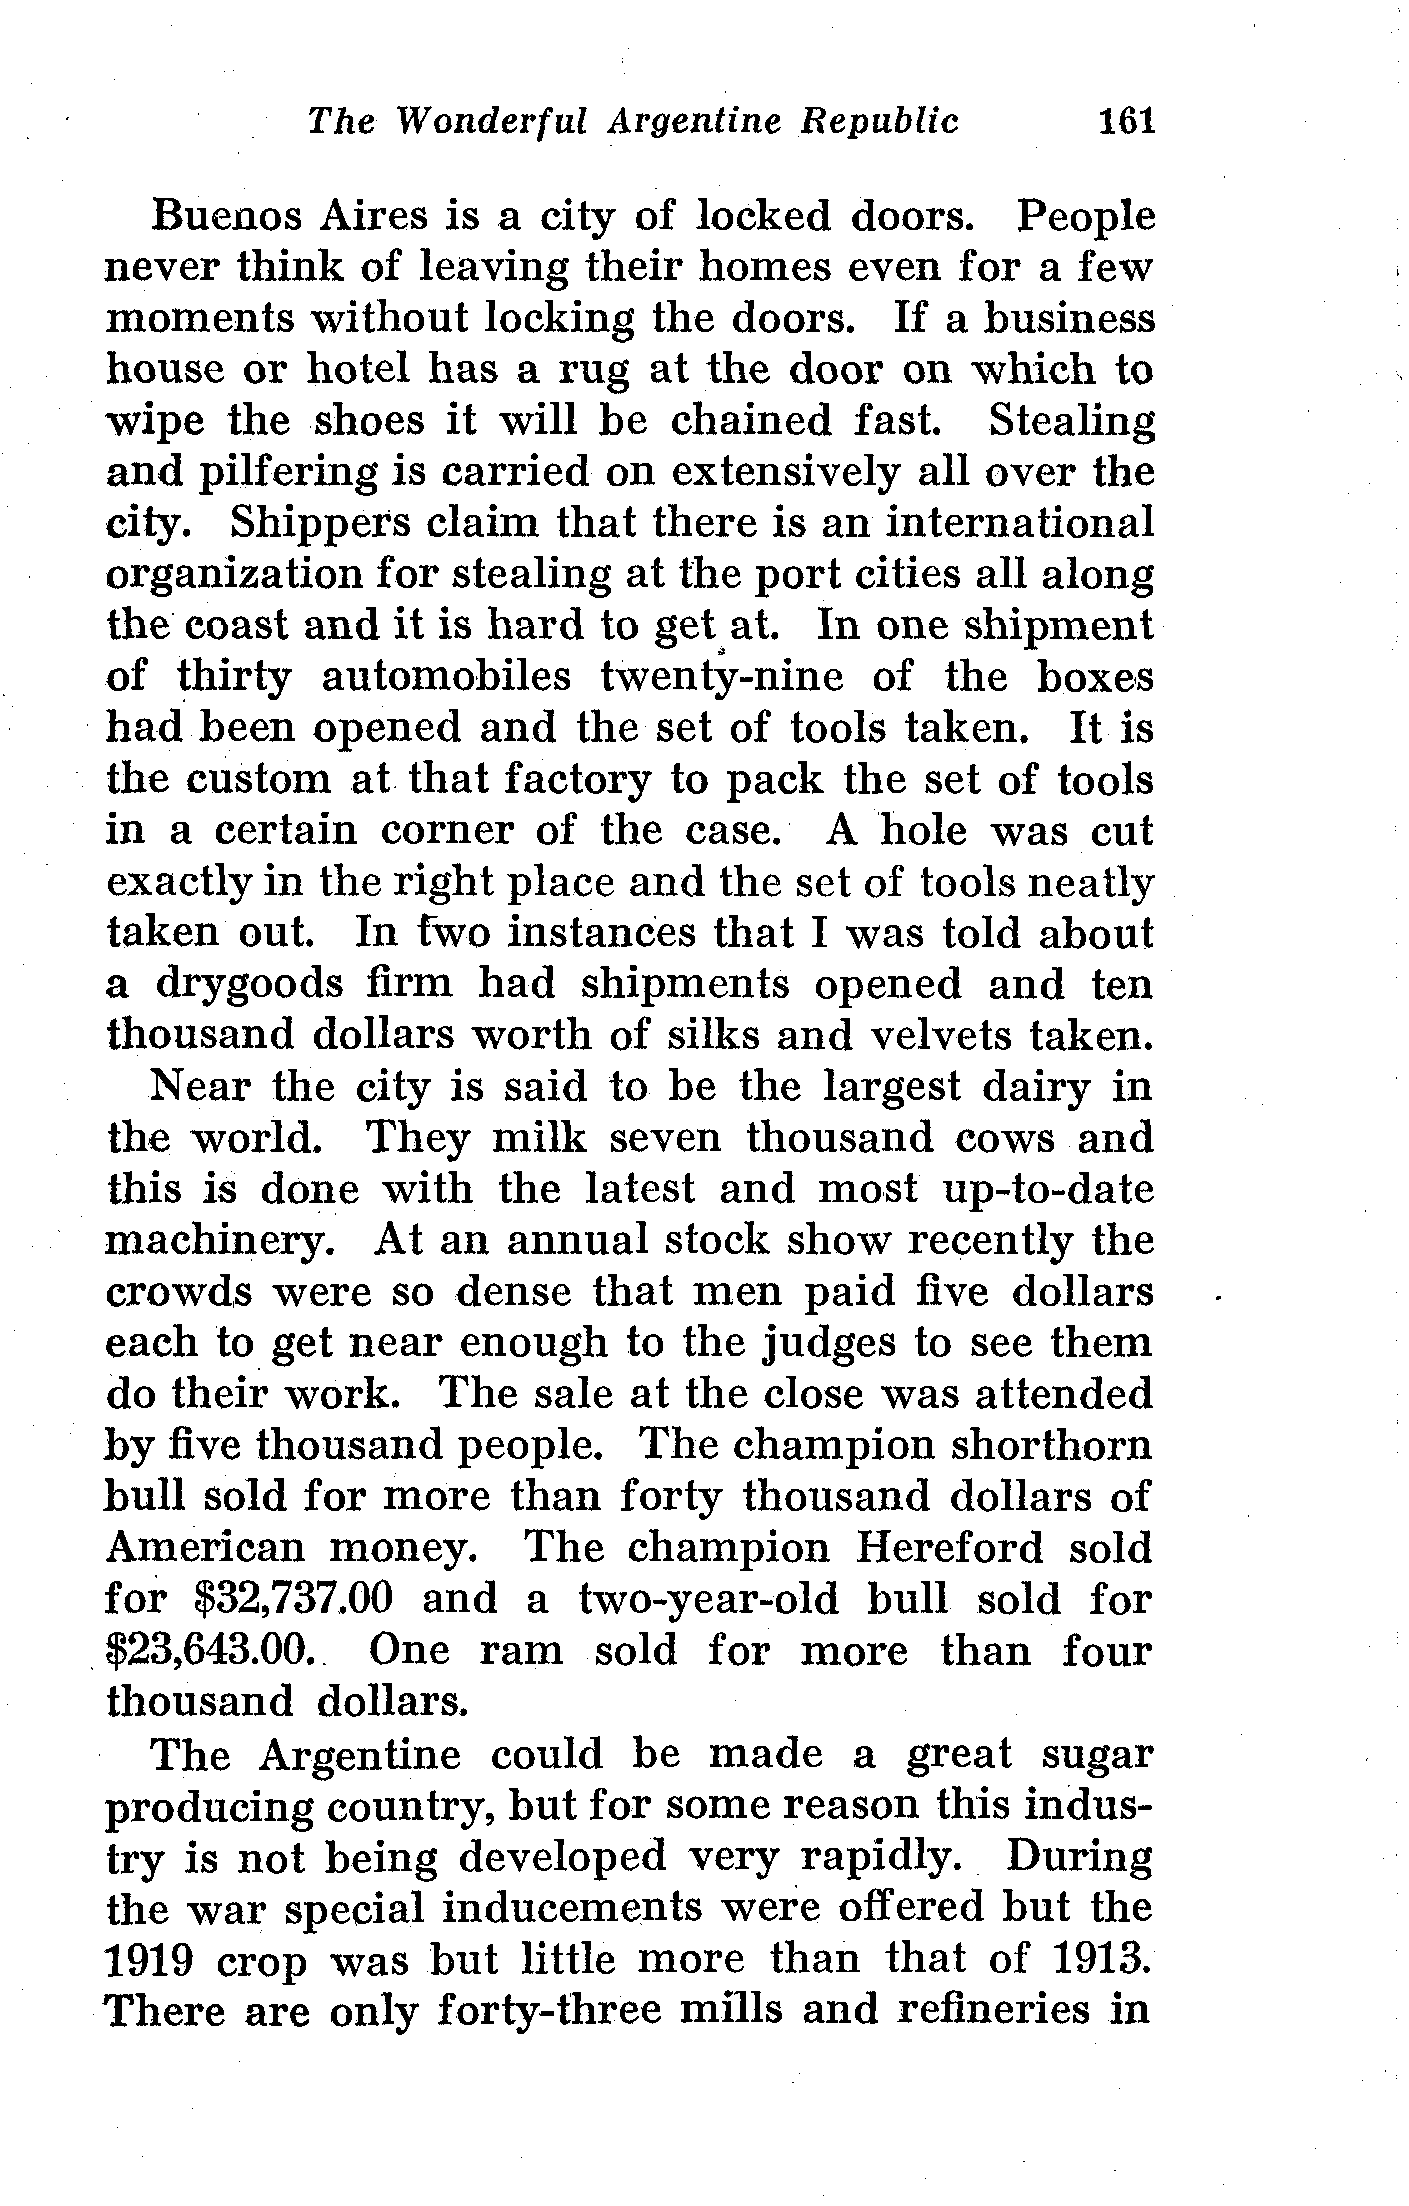 The Wonderful Argentine Republic 161
Buenos Aires is a city of locked doors. People
never think of leaving their homes even for a few
moments without locking the doors. If a business
house or hotel has a rug at the door on which to
wipe the shoes it will be chained fast. Stealing
and pilfering is carried on extensively all over the
city. Shippers claim that there is an international
organization for stealing at the port cities all along
the coast and it is hard to get at. In one shipment
of thirty automobiles twenty-nine of the boxes
had been opened and the set of tools taken. It is
the custom at that factory to pack the set of tools
in a certain corner of the case. A hole was cut
exactly in the right place and the set of tools neatly
taken out. In two instances that I was told about
a drygoods firm had shipments opened and ten
thousand dollars worth of silks and velvets taken.
Near the city is said to be the largest dairy in
the world. They milk seven thousand cows and
this is done with the latest and most up-to-date
machinery. At an annual stock show recently the
crowds were so dense that men paid five dollars
each to get near enough to the judges to see them
do their work. The sale at the close was attended
by five thousand people. The champion shorthorn
bull sold for more than forty thousand dollars of
American money. The champion Hereford sold
for $32,737.00 and a two-year-old bull sold for
$23,643.00. One ram sold for more than four
thousand dollars.
The Argentine could be made a great sugar
producing country, but for some reason this indus-
try is not being developed very rapidly. During
the war special inducements were offered but the
1919 crop was but little more than that of 1913.
There are only forty-three mills and refineries in